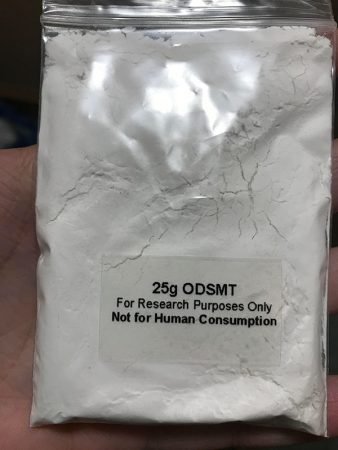 25g ODSMT
For Research Purposes Only
Not for Human Consumption